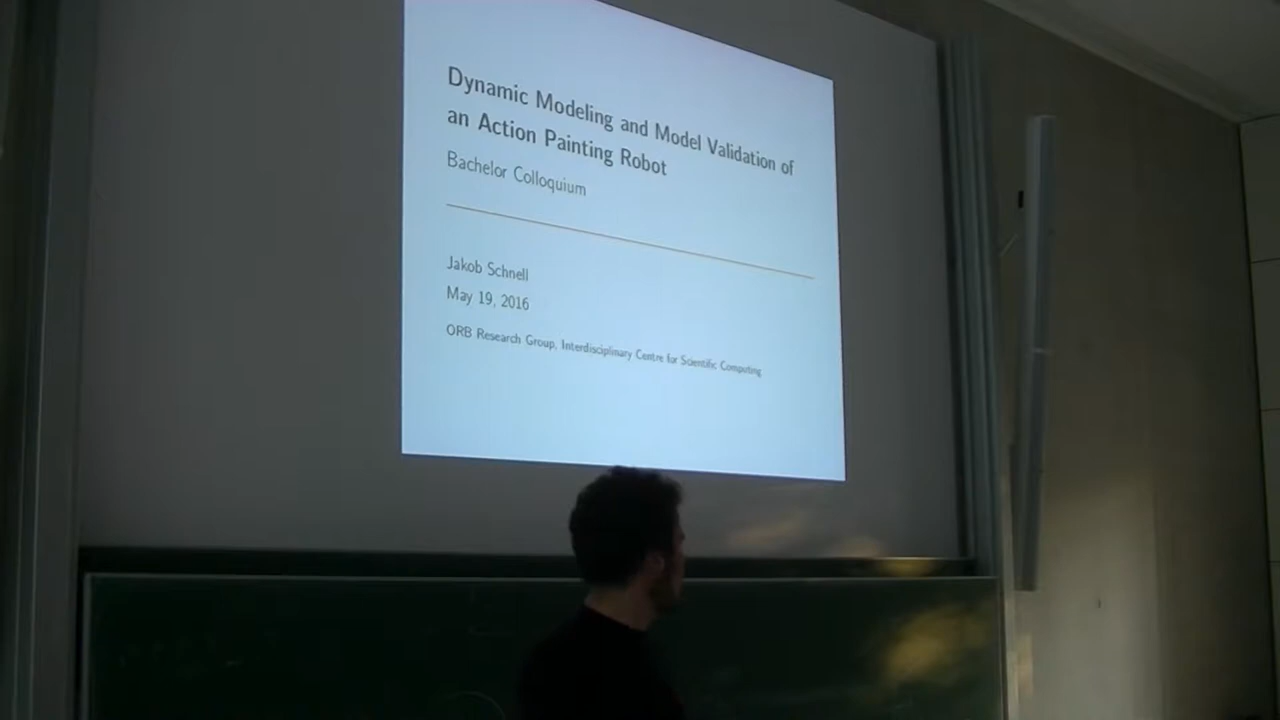 Dynamic Modeling and Model Validation of
an Action Painting Robot
Bachelor Colloquium
Jakob Schnell
May 19, 2016
ORB Research Group, Interdisciplinary Centre for Scientific Computing